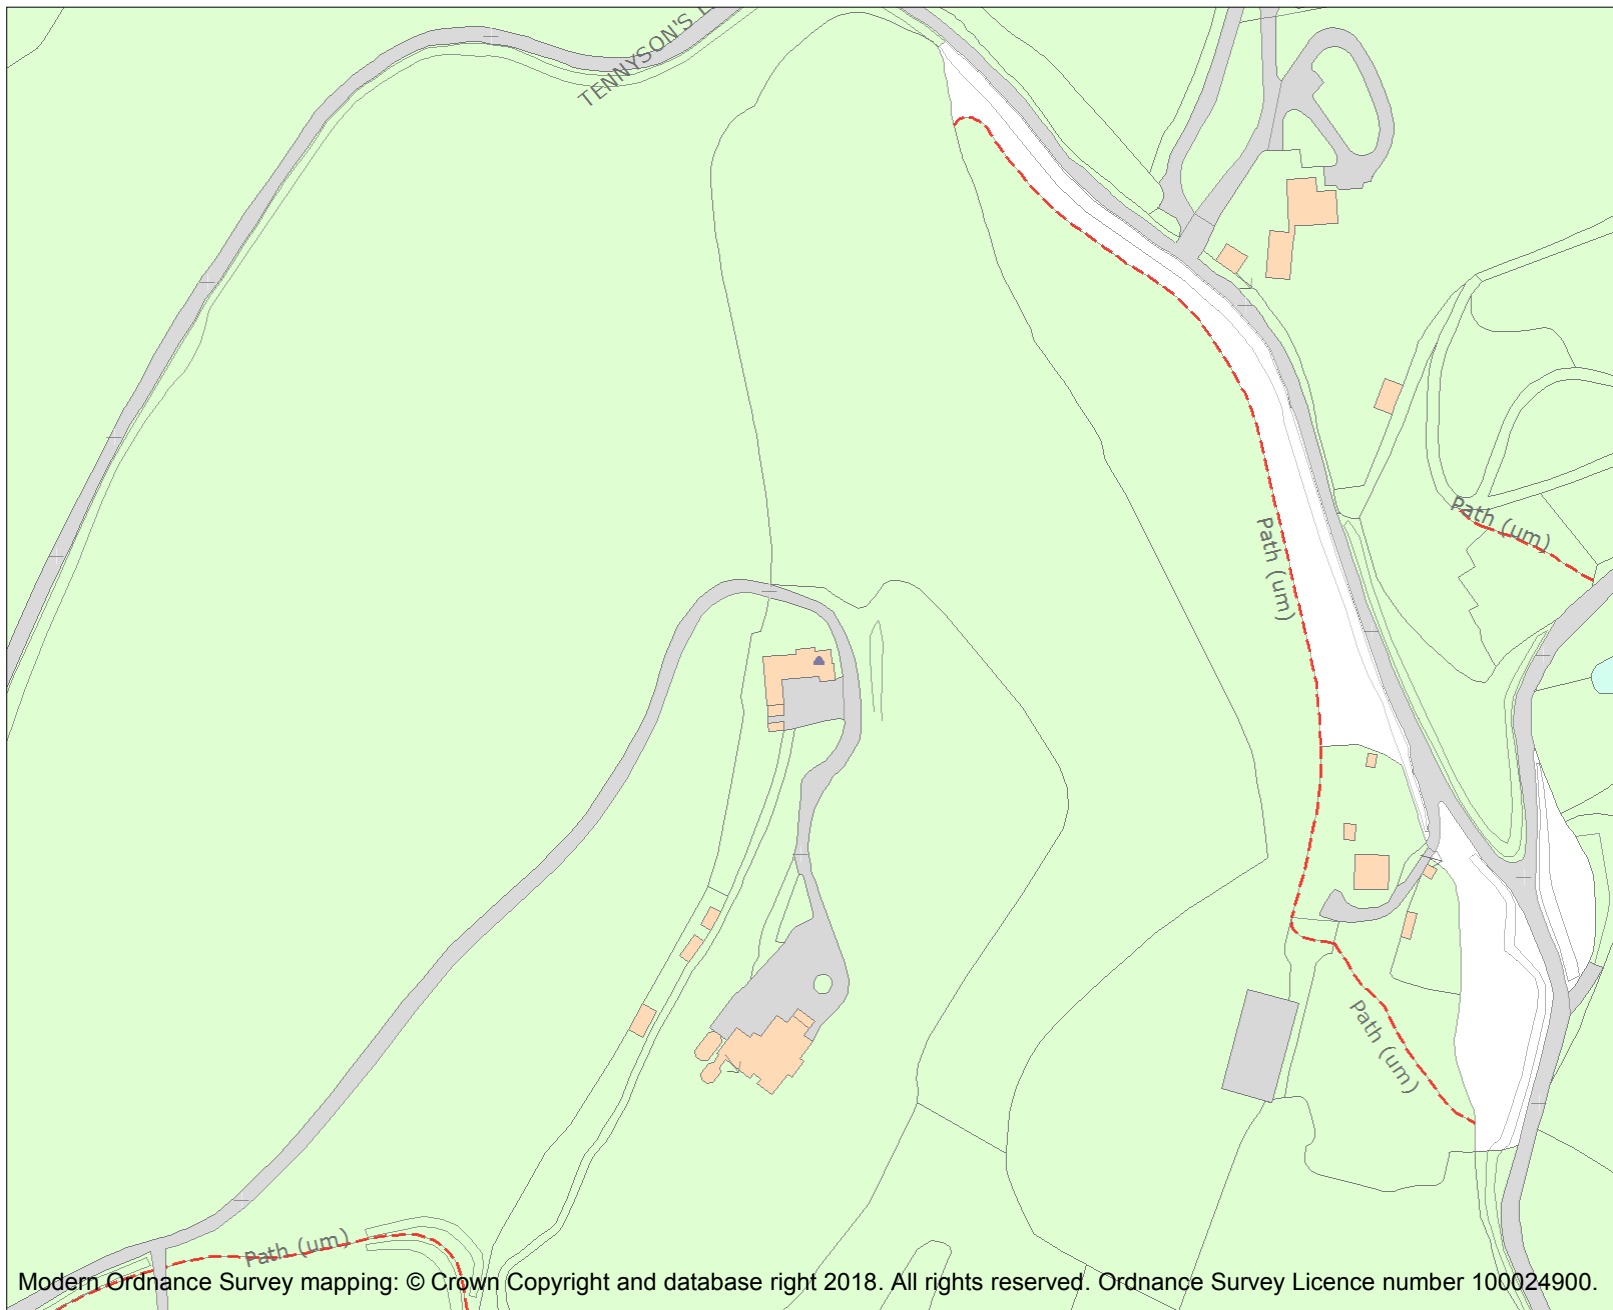 TENNYSON'S
Path (um)
Path (um)
Path (um)
Path (um)
Modern Ordnance Survey mapping: © Crown Copyright and database right 2018. All rights reserved. Ordnance Survey Licence number 100024900.